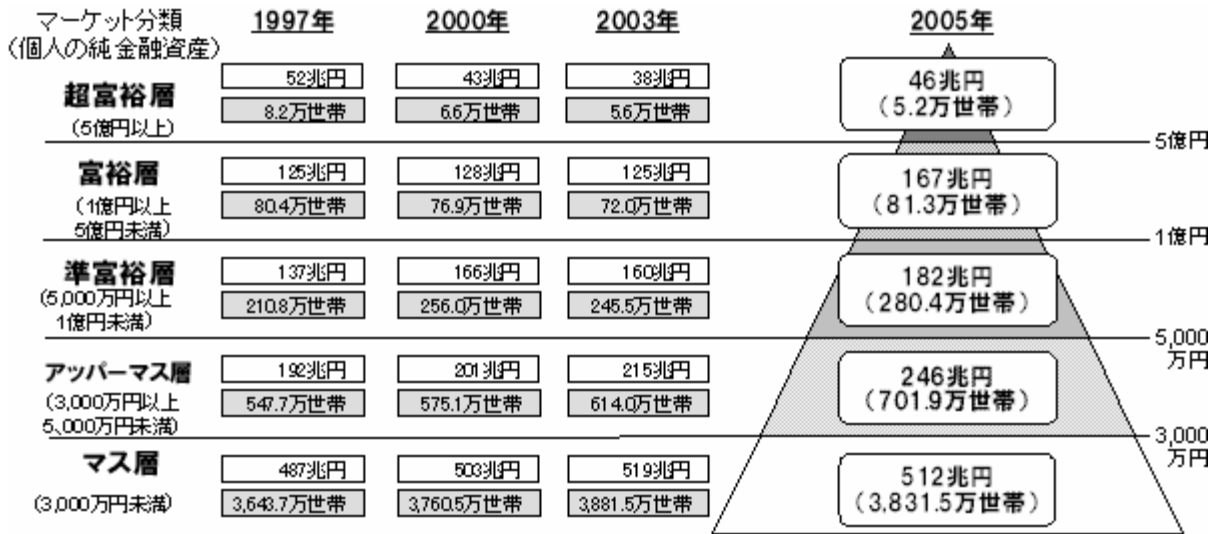 マーケット分類
(個人の純金融資産)
1997年
2000年
2003年
2005年
超富裕層
(5億円以上)
52兆円
43兆円
38兆円
46兆円
8.2万世帯
6.6万世帯
5.6万世帯
(5.2万世帯)
5億円
富裕層
(1億円以上
5億円未満)
125兆円
128兆円
125兆円
167兆円
80.4万世帯
76.9万世帯
72.0万世帯
(81.3万世帯)
1億円
準富裕層
(5,000万円以上
1億円未満)
137兆円
166兆円
160兆円
182兆円
210.8万世帯
256.0万世帯
245.5万世帯
(280.4万世帯)
5,000
万円
アッパーマス層
(3,000万円以上
5、000万円未満)
192兆円
201兆円
215兆円
246兆円
547.7万世帯
575.1万世帯
614.0万世帯
(701.9万世帯)
3,000
万円
マス層
(3,000万円未満)
487兆円
503兆円
519兆円
512兆円
3,643.7万世帯
3,760.5万世帯
3,881.5万世帯
(3,831.5万世帯)